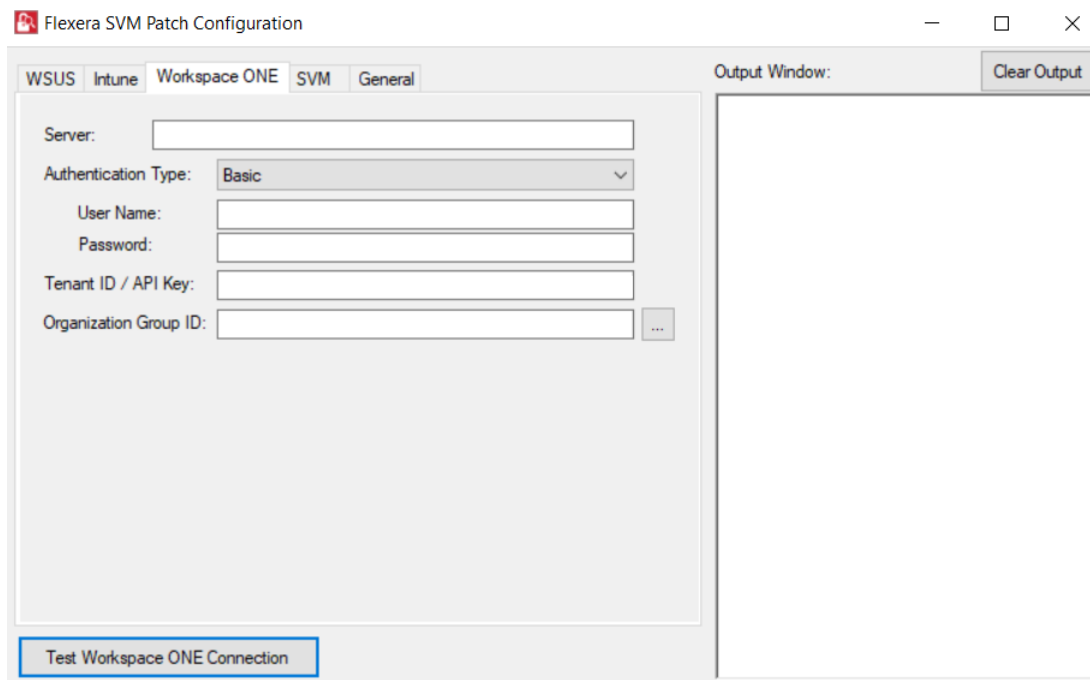 Flexera SVM Patch Configuration
WSUS Intune Workspace ONE SVM General
Output Window:
Clear Output
Server:
Authentication Type: Basic
User Name:
Password:
Tenant ID / API Key:
Organization Group ID: ...
Test Workspace ONE Connection